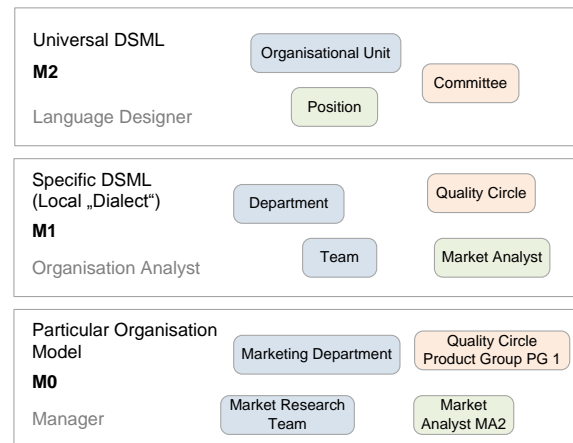 Universal DSML
M2
Language Designer
Organisational Unit
Committee
Position
Specific DSML
(Local „Dialect“)
M1
Organisation Analyst
Department
Quality Circle
Team
Market Analyst
Particular Organisation
Model
M0
Manager
Marketing Department
Quality Circle
Product Group PG 1
Market Research
Team
Market
Analyst MA2